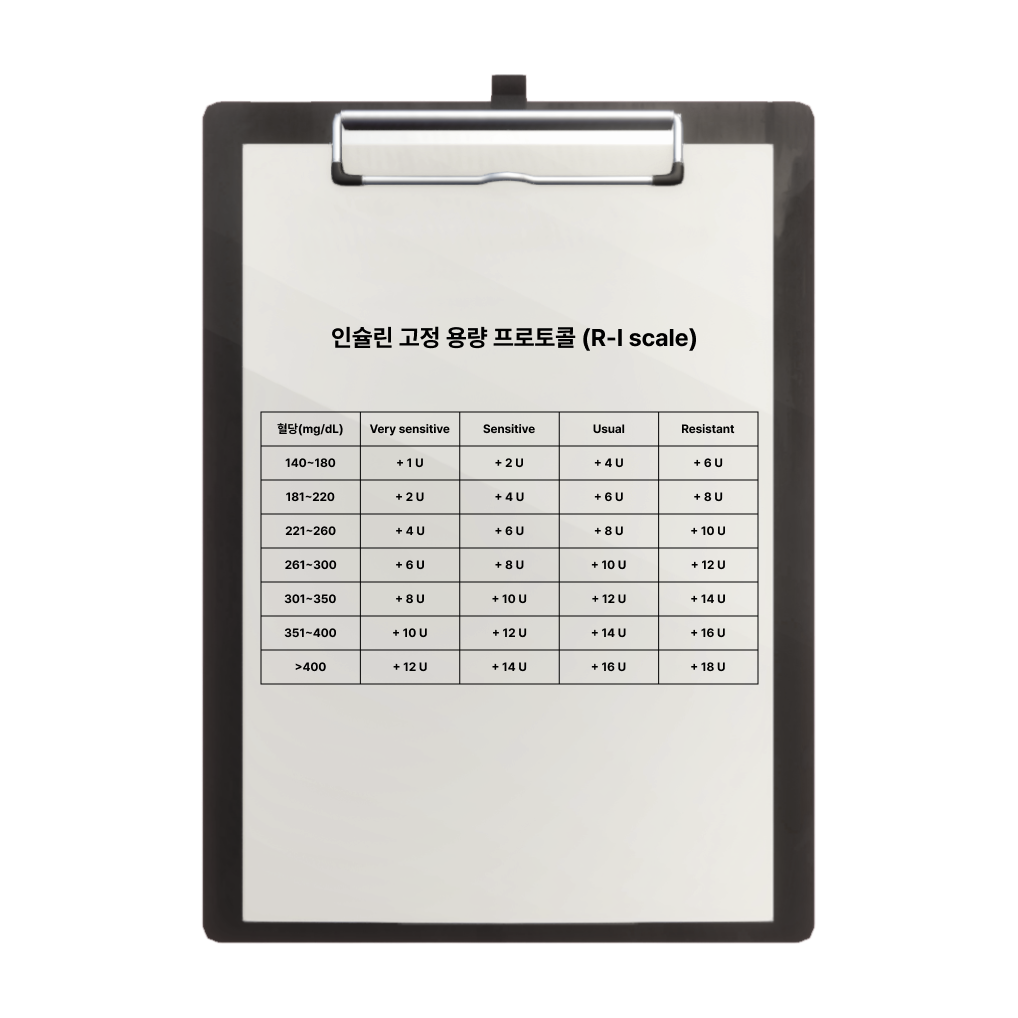 인슐린 고정 용량 프로토콜 (R-I scale)
혈당(mg/dL) Very sensitive Sensitive Usual Resistant
140~180 + 1 U + 2 U + 4 U + 6 U
181~220 + 2 U + 4 U + 6 U + 8 U
221~260 + 4 U + 6 U + 8 U + 10 U
261~300 + 6 U + 8 U + 10 U + 12 U
301~350 + 8 U + 10 U + 12 U + 14 U
351~400 + 10 U + 12 U + 14 U + 16 U
>400 + 12 U + 14 U + 16 U + 18 U